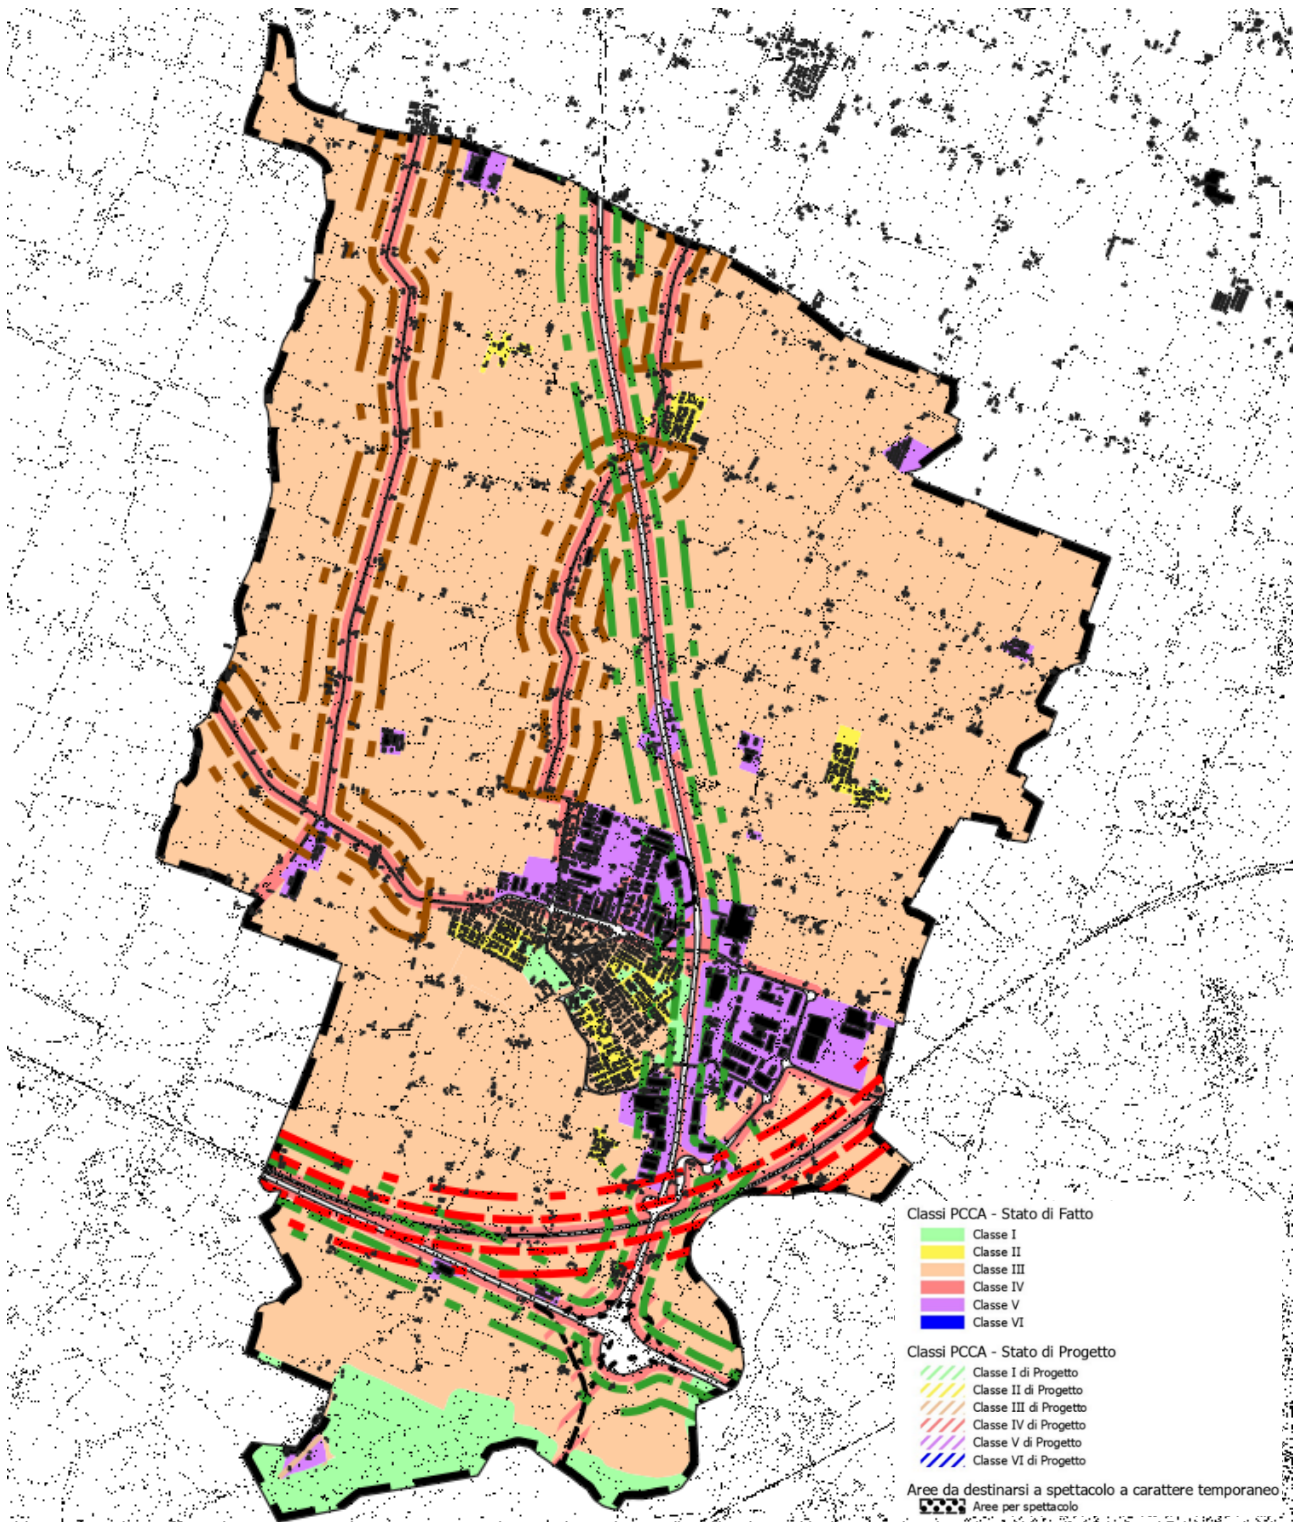 Classi PCCA - Stato di Fatto
Classe I
Classe II
Classe III
Classe IV
Classe V
Classe VI
Classi PCCA - Stato di Progetto
Classe I di Progetto
Classe II di Progetto
Classe III di Progetto
Classe IV di Progetto
Classe V di Progetto
Classe VI di Progetto
Aree da destinarsi a spettacolo a carattere temporaneo
Aree per spettacolo